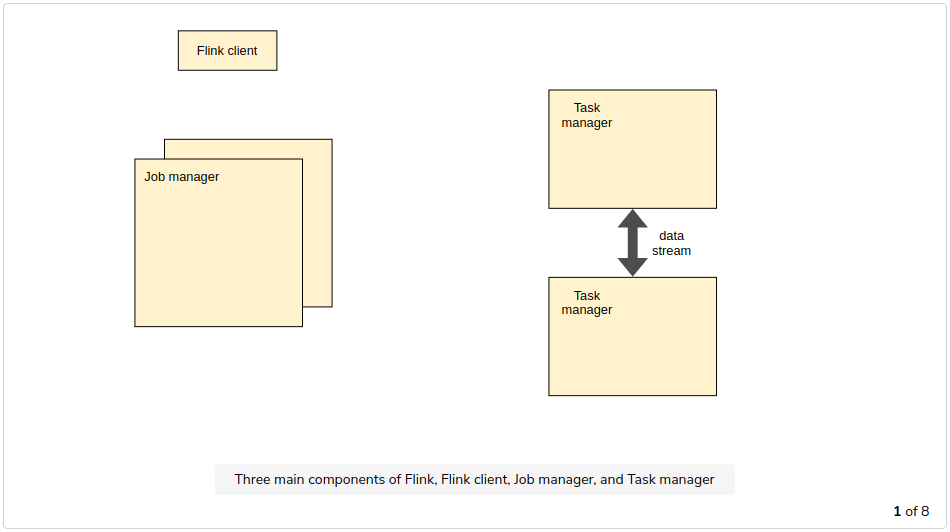 Flink client
Job manager
Task
manager
data
stream
Task
manager
Three main components of Flink, Flink client, Job manager, and Task manager
1 of 8